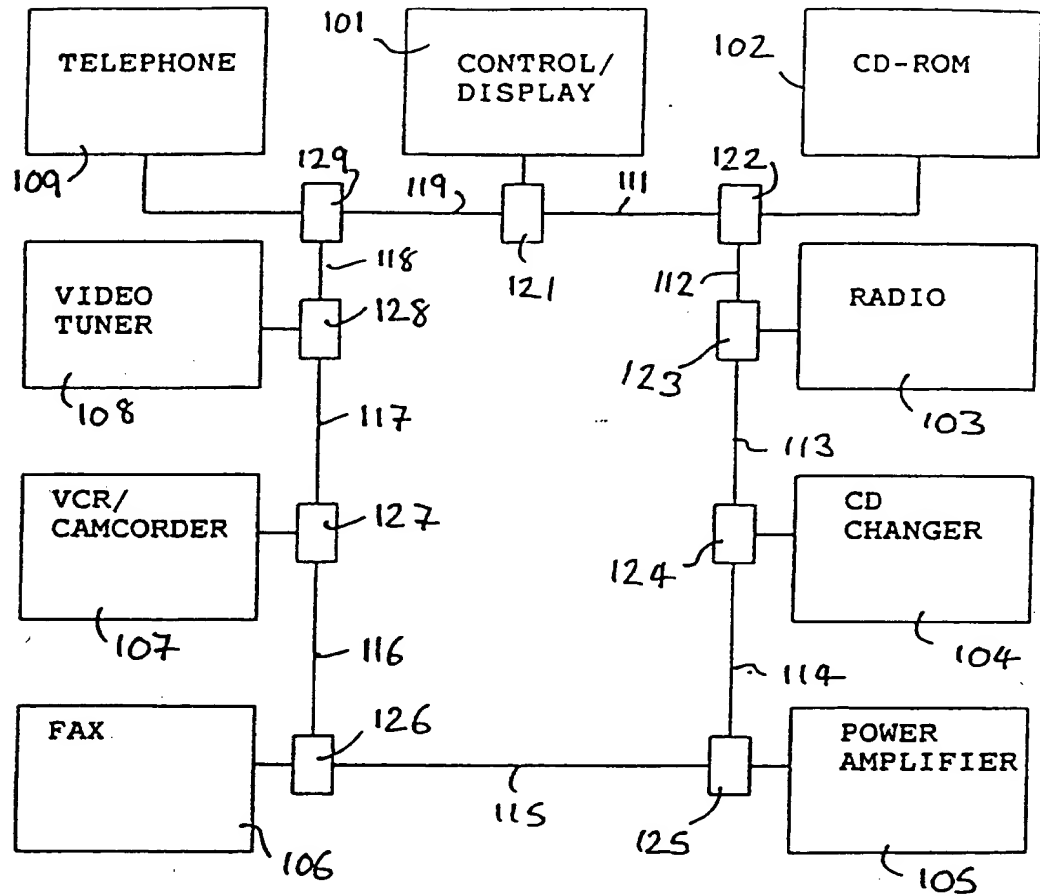 101
TELEPHONE
CONTROL/
DISPLAY
102
CD-ROM
109
129
119
111
122
118
121
112
VIDEO
TUNER
128
RADIO
123
108
117
103
113
VCR/
CAMCORDER
127
CD
CHANGER
124
107
116
114
104
FAX
126
POWER
AMPLIFIER
115
125
106
105